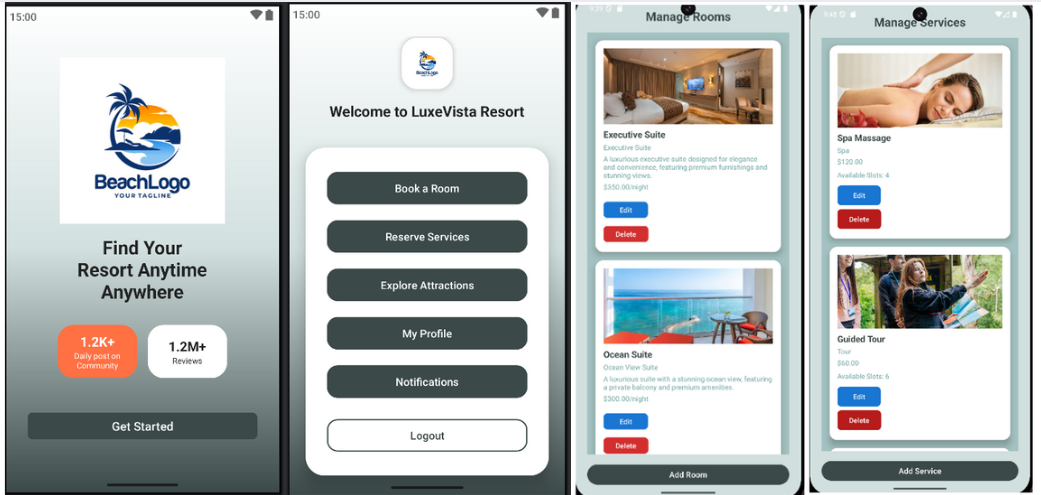 15:00
BeachLogo
YOUR TAGLINE
Find Your
Resort Anytime
Anywhere
1.2K+
Daily post on
Community
1.2M+
Reviews
Get Started
15:00
BeachLogo
Welcome to LuxeVista Resort
Book a Room
Reserve Services
Explore Attractions
My Profile
Notifications
Logout
Manage Rooms
Executive Suite
Executive Suite
A luxurious executive suite designed for elegance
and convenience, featuring premium furnishings and
stunning views.
$350.00/night
Edit
Delete
Ocean Suite
Ocean View Suite
A luxurious suite with a stunning ocean view, featuring
a private balcony and premium amenities.
$300.00/night
Edit
Delete
Add Room
Manage Services
Spa Massage
Spa
$120.00
Available Slots: 4
Edit
Delete
Guided Tour
Tour
$60.00
Available Slots: 6
Edit
Delete
Add Service